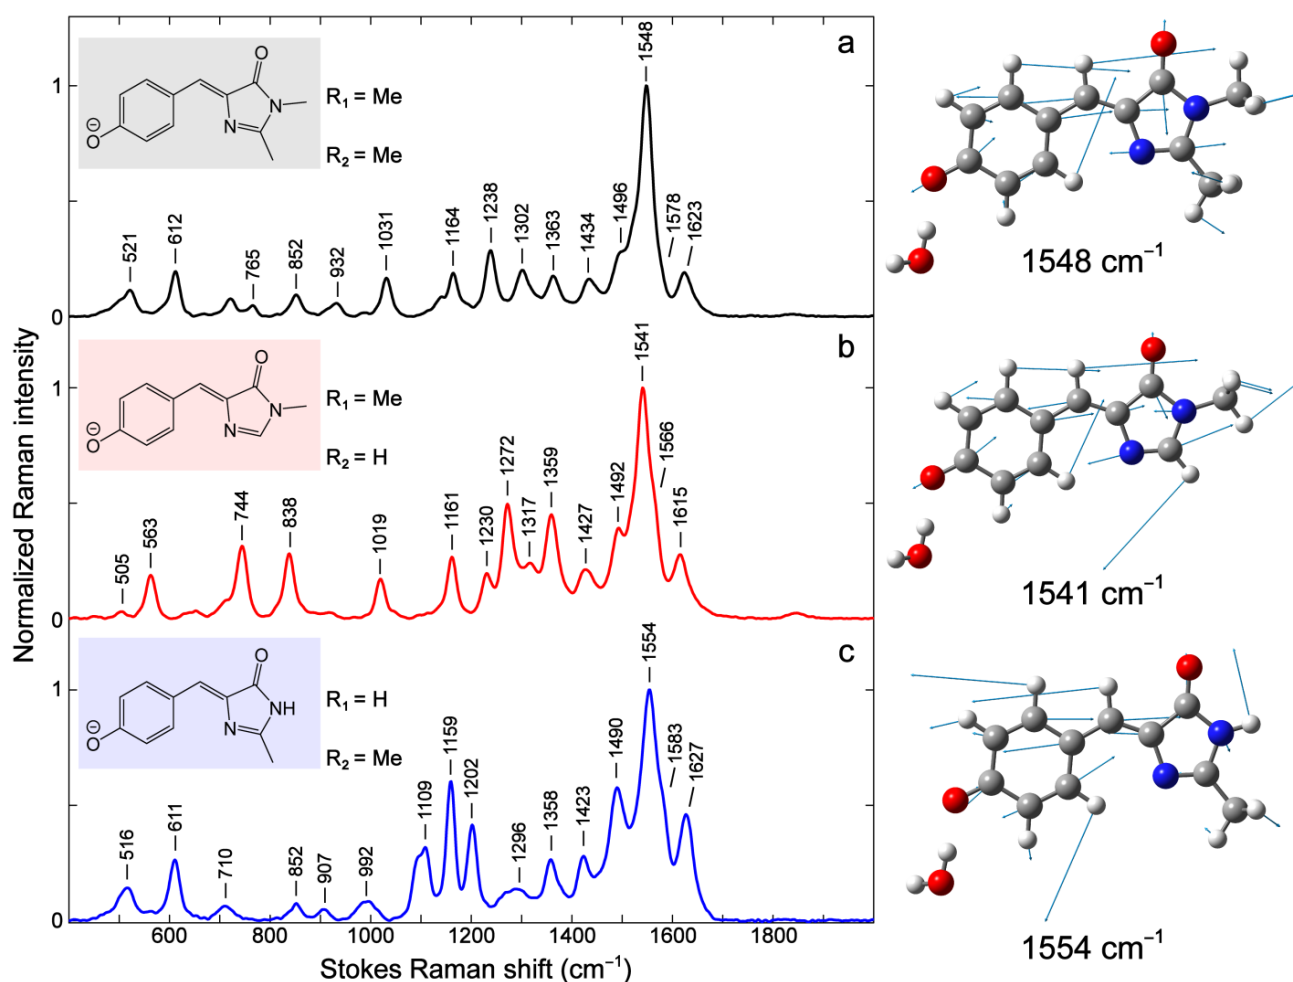 Normalized Raman intensity
a
1
0
O
N
N
O
⊖
R1 = Me
R2 = Me
521
612
765
852
932
1031
1164
1238
1302
1363
1434
1496
1548
1578
1623
1548 cm−1
b
1
0
O
N
N
O
⊖
R1 = Me
R2 = H
505
563
744
838
1019
1161
1230
1272
1317
1359
1427
1492
1541
1566
1615
1541 cm−1
c
1
0
O
NH
N
O
⊖
R1 = H
R2 = Me
516
611
710
852
907
992
1109
1159
1202
1296
1358
1423
1490
1554
1583
1627
1554 cm−1
600 800 1000 1200 1400 1600 1800
Stokes Raman shift (cm−1)